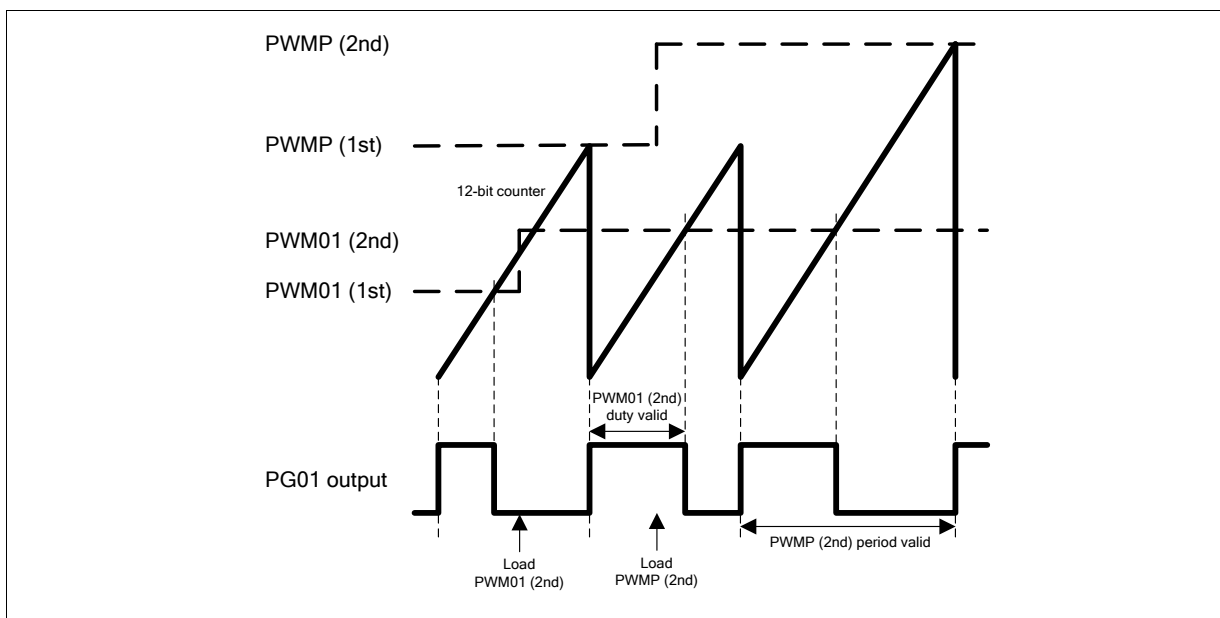 PWMP (2nd)
PWMP (1st)
12-bit counter
PWM01 (2nd)
PWM01 (1st)
PWM01 (2nd)
duty valid
PG01 output
PWMP (2nd) period valid
Load
PWM01 (2nd)
Load
PWMP (2nd)